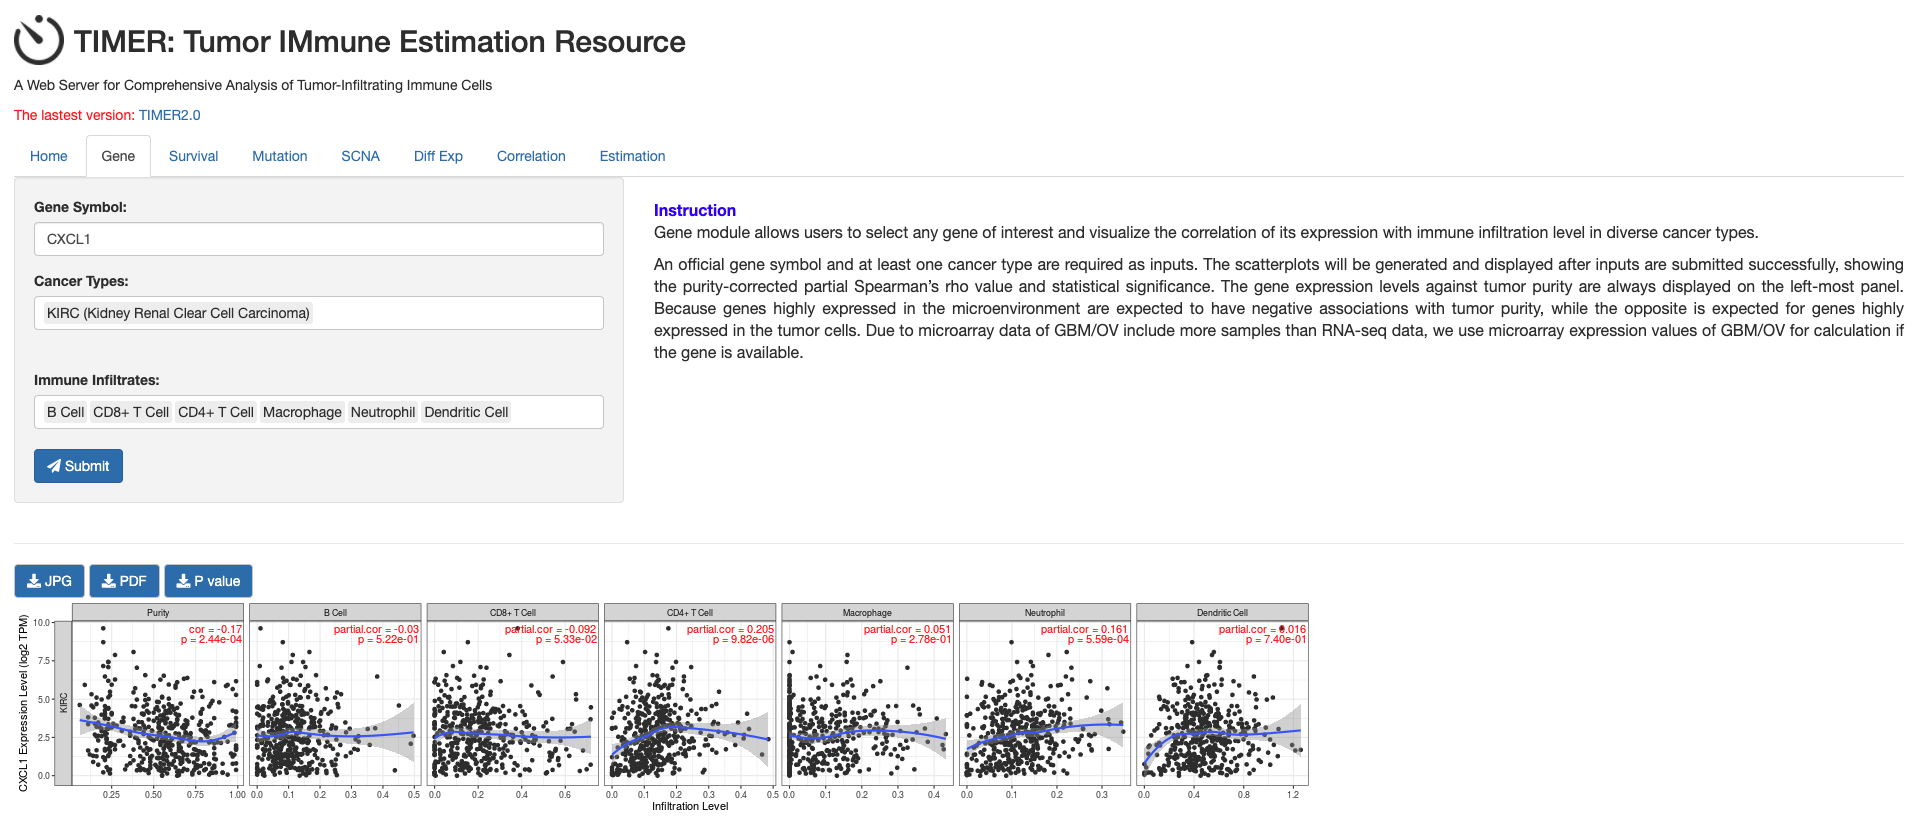 TIMER: Tumor IMmune Estimation Resource
A Web Server for Comprehensive Analysis of Tumor-Infiltrating Immune Cells
The lastest version: TIMER2.0
Home Gene Survival Mutation SCNA Diff Exp Correlation Estimation
Gene Symbol:
CXCL1
Cancer Types:
KIRC (Kidney Renal Clear Cell Carcinoma)
Immune Infiltrates:
B Cell CD8+ T Cell CD4+ T Cell Macrophage Neutrophil Dendritic Cell
Submit
Instruction
Gene module allows users to select any gene of interest and visualize the correlation of its expression with immune infiltration level in diverse cancer types.
An official gene symbol and at least one cancer type are required as inputs. The scatterplots will be generated and displayed after inputs are submitted successfully, showing
the purity-corrected partial Spearman's rho value and statistical significance. The gene expression levels against tumor purity are always displayed on the left-most panel.
Because genes highly expressed in the microenvironment are expected to have negative associations with tumor purity, while the opposite is expected for genes highly
expressed in the tumor cells. Due to microarray data of GBM/OV include more samples than RNA-seq data, we use microarray expression values of GBM/OV for calculation if
the gene is available.
JPG PDF P value
Purity B Cell CD8+ T Cell CD4+ T Cell Macrophage Neutrophil Dendritic Cell
cor = -0.17 partial.cor = -0.03 partial.cor = -0.092 partial.cor = 0.205 partial.cor = 0.051 partial.cor = 0.161 partial.cor = 0.016
p = 2.44e-04 p = 5.22e-01 p = 5.33e-02 p = 9.82e-06 p = 2.78e-01 p = 5.59e-04 p = 7.40e-01
CXCL1 Expression Level (log2 TPM)
KIRC
10.0
7.5
5.0
2.5
0.0
0.25 0.50 0.75 1.00 0.0 0.1 0.2 0.3 0.4 0.5 0.0 0.2 0.4 0.6 0.0 0.1 0.2 0.3 0.4 0.5 0.0 0.1 0.2 0.3 0.4 0.0 0.1 0.2 0.3 0.0 0.4 0.8 1.2
Infiltration Level